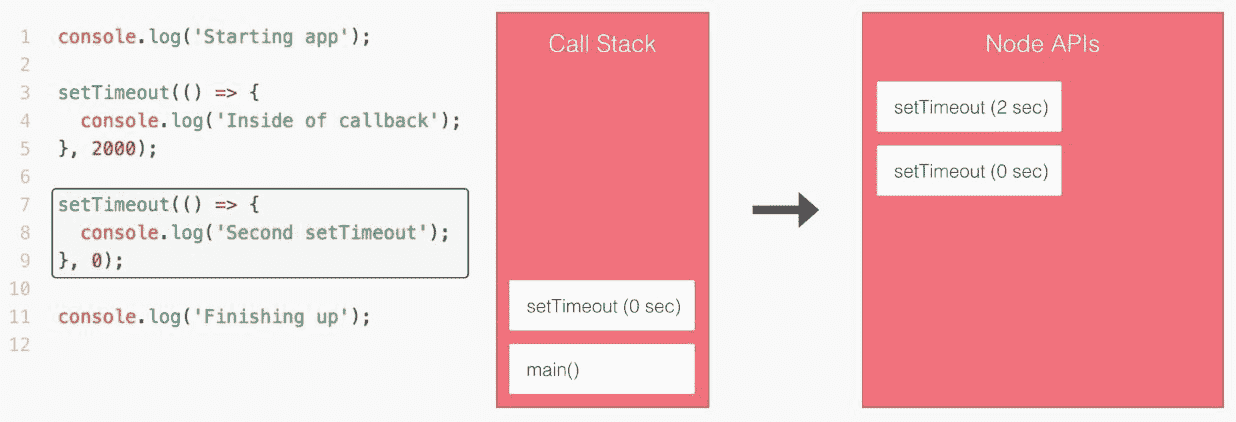 1 console.log('Starting app');
2
3 setTimeout(() => {
4   console.log('Inside of callback');
5 }, 2000);
6
7 setTimeout(() => {
8   console.log('Second setTimeout');
9 }, 0);
10
11 console.log('Finishing up');
12
Call Stack
setTimeout (0 sec)
main()
Node APIs
setTimeout (2 sec)
setTimeout (0 sec)